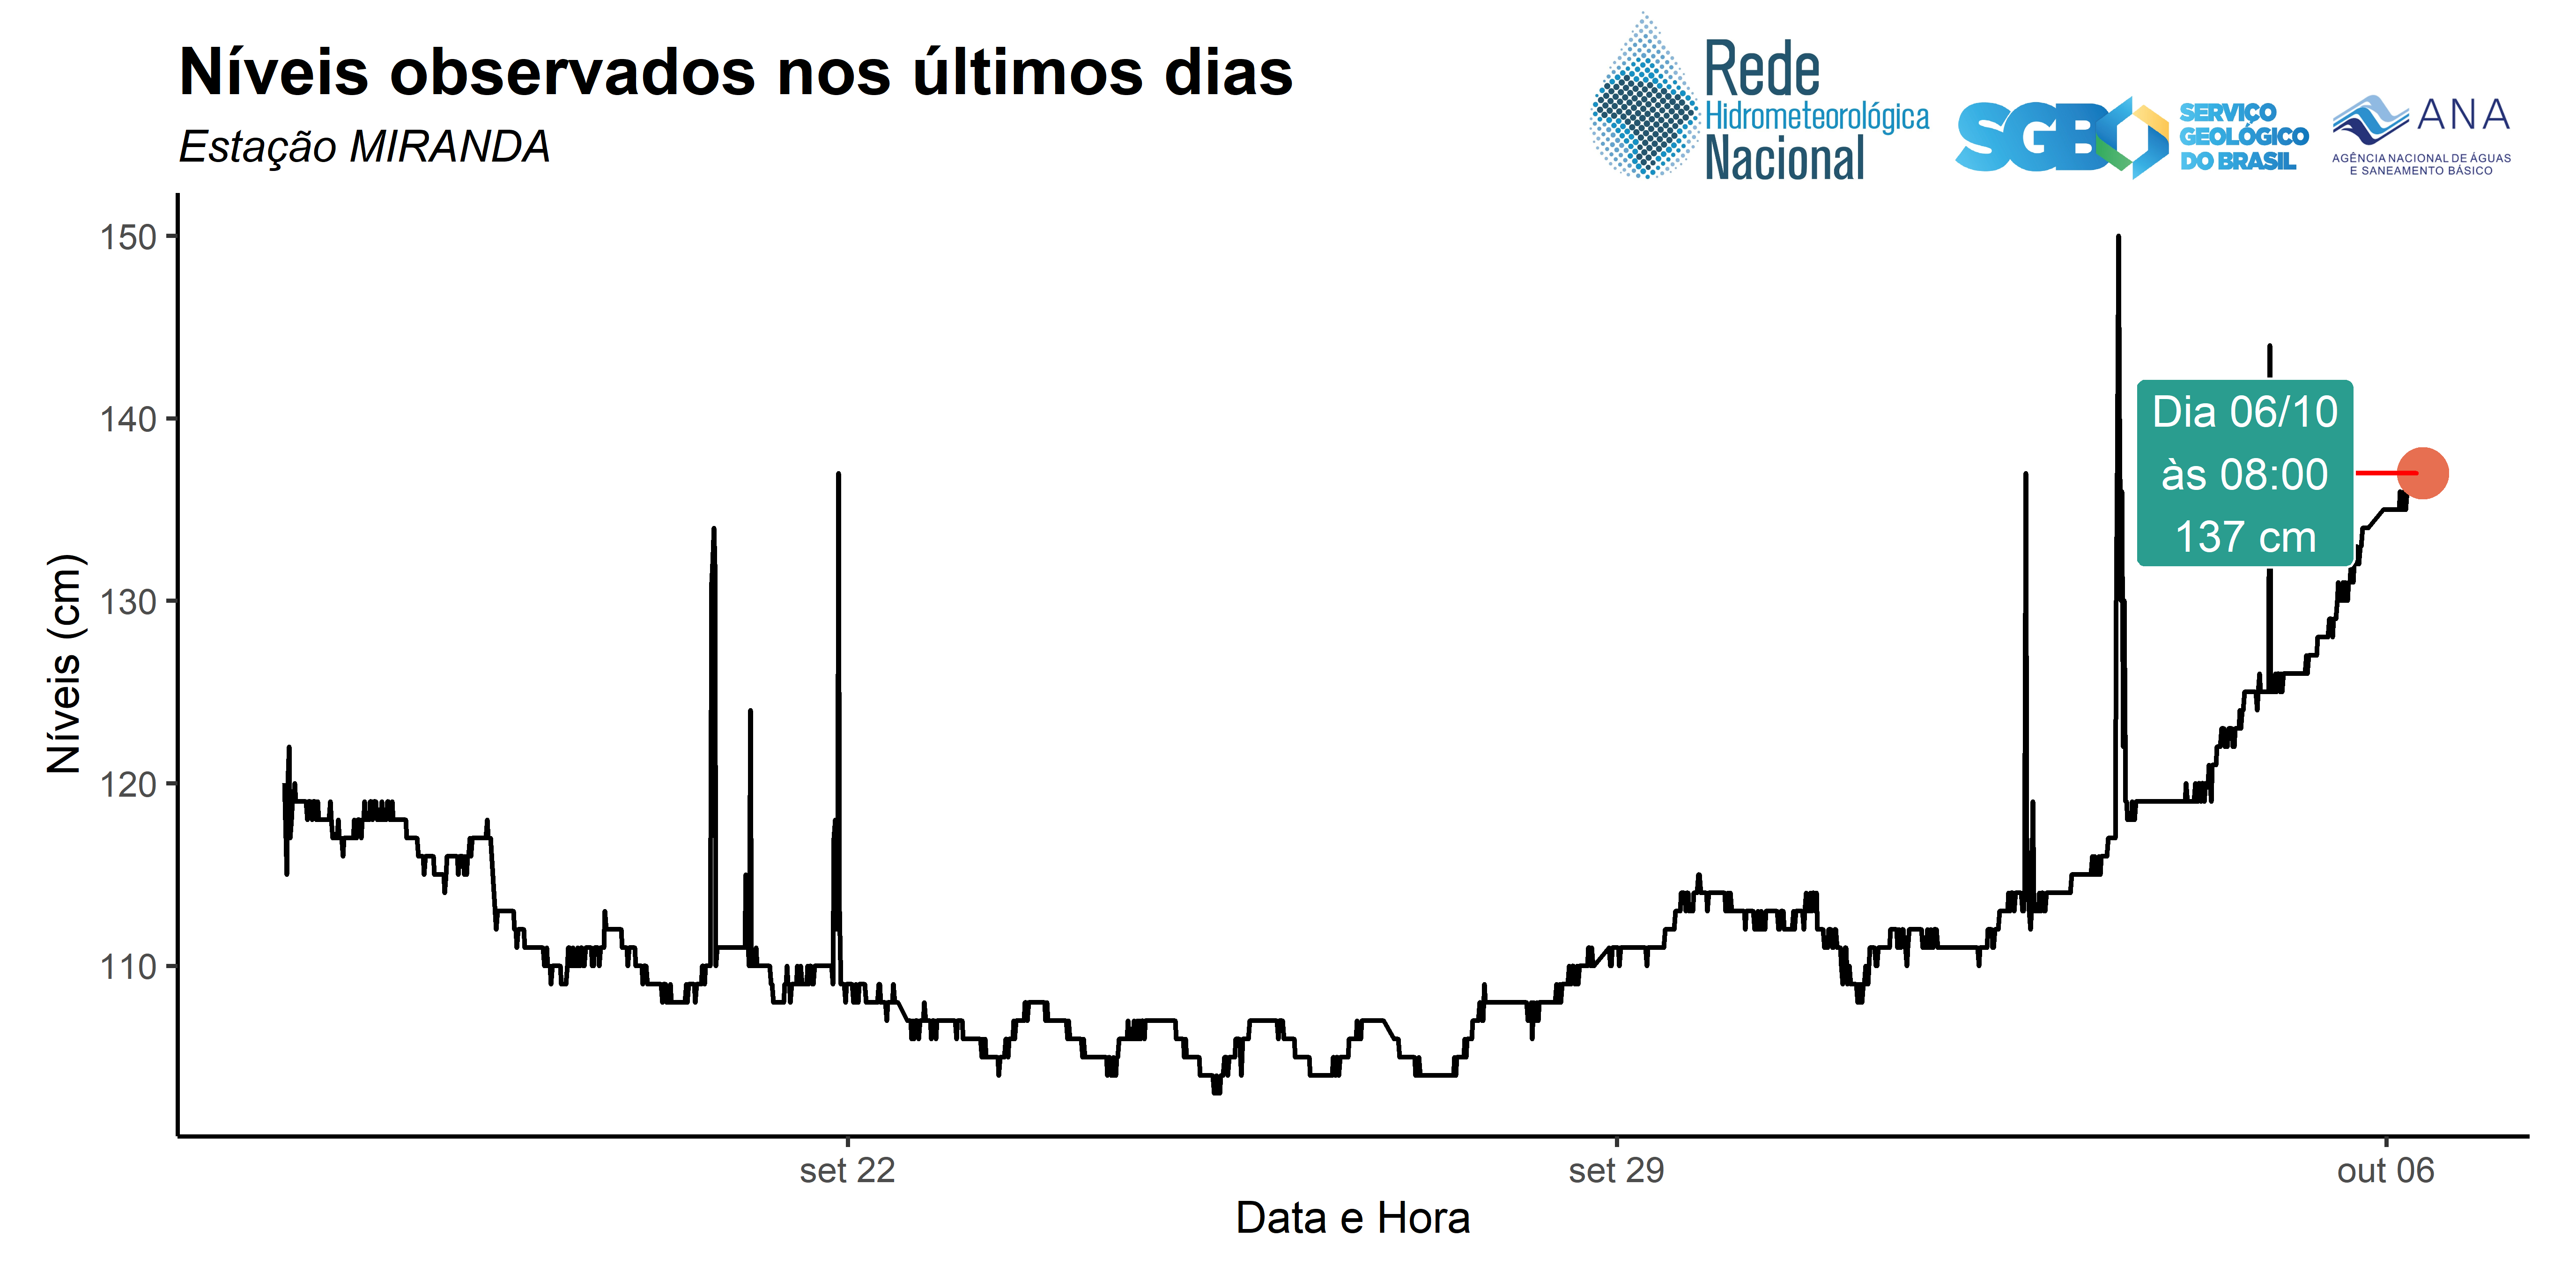 Níveis observados nos últimos dias
Estação MIRANDA
Rede
Hidrometeorológica
Nacional
SGB
SERVIÇO
GEOLÓGICO
DO BRASIL
ANA
AGÊNCIA NACIONAL DE ÁGUAS
E SANEAMENTO BÁSICO
Níveis (cm)
150
140
130
120
110
Dia 06/10
às 08:00
137 cm
set 22
set 29
out 06
Data e Hora